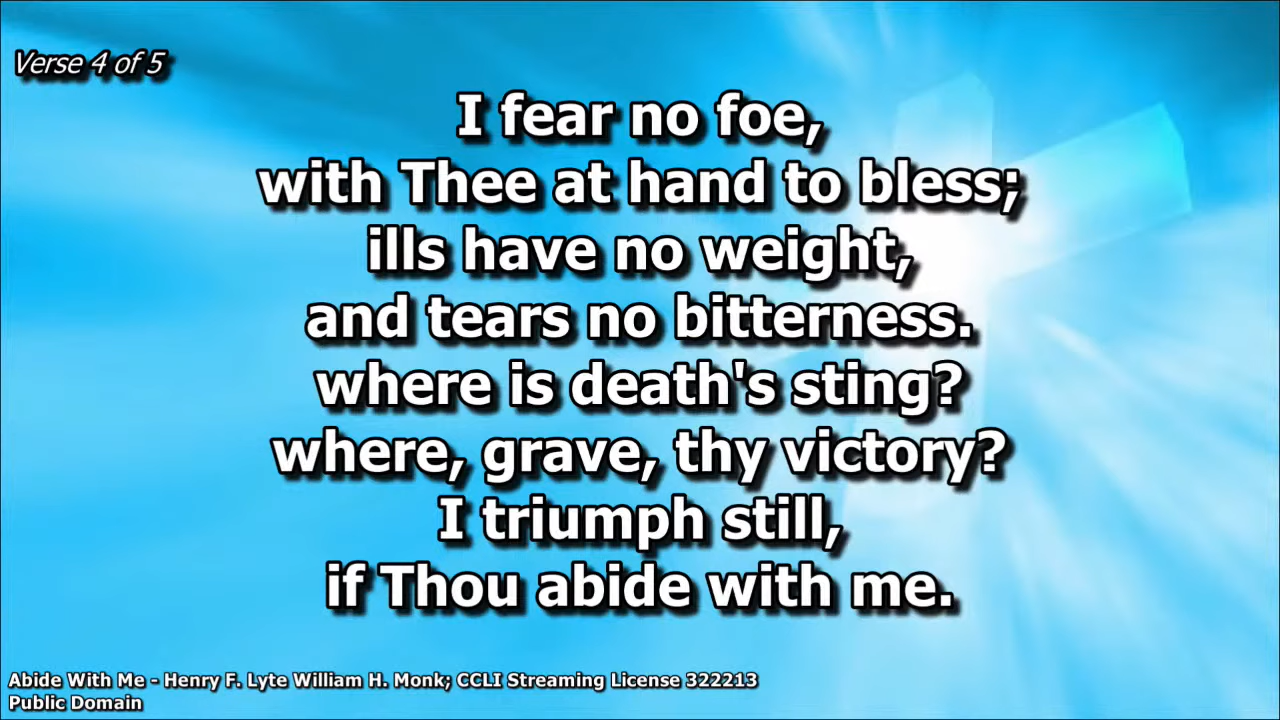 Verse 4 of 5
I fear no foe,
with Thee at hand to bless;
ills have no weight,
and tears no bitterness.
where is death's sting?
where, grave, thy victory?
I triumph still,
if Thou abide with me.
Abide With Me - Henry F. Lyte William H. Monk; CCLI Streaming License 322213
Public Domain